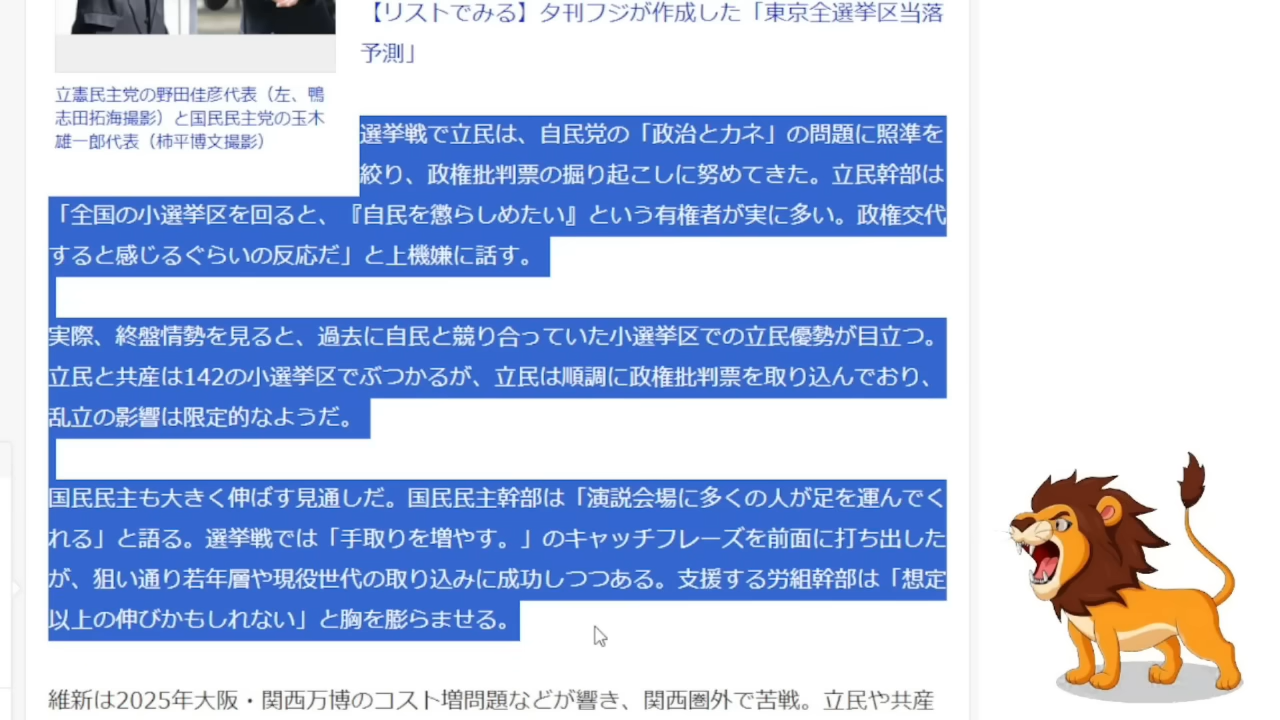 【リストでみる】夕刊フジが作成した「東京全選挙区当落
予測」
立憲民主党の野田佳彦代表（左、鴨
志田拓海撮影）と国民民主党の玉木
雄一郎代表（柿平博文撮影）
選挙戦で立民は、自民党の「政治とカネ」の問題に照準を
絞り、政権批判票の掘り起こしに努めてきた。立民幹部は
「全国の小選挙区を回ると、『自民を懲らしめたい』という有権者が実に多い。政権交代
すると感じるぐらいの反応だ」と上機嫌に話す。
実際、終盤情勢を見ると、過去に自民と競り合っていた小選挙区での立民優勢が目立つ。
立民と共産は142の小選挙区でぶつかるが、立民は順調に政権批判票を取り込んでおり、
乱立の影響は限定的なようだ。
国民民主も大きく伸ばす見通しだ。国民民主幹部は「演説会場に多くの人が足を運んでく
れる」と語る。選挙戦では「手取りを増やす。」のキャッチフレーズを前面に打ち出した
が、狙い通り若年層や現役世代の取り込みに成功しつつある。支援する労組幹部は「想定
以上の伸びかもしれない」と胸を膨らませる。
維新は2025年大阪・関西万博のコスト増問題などが響き、関西圏外で苦戦。立民や共産